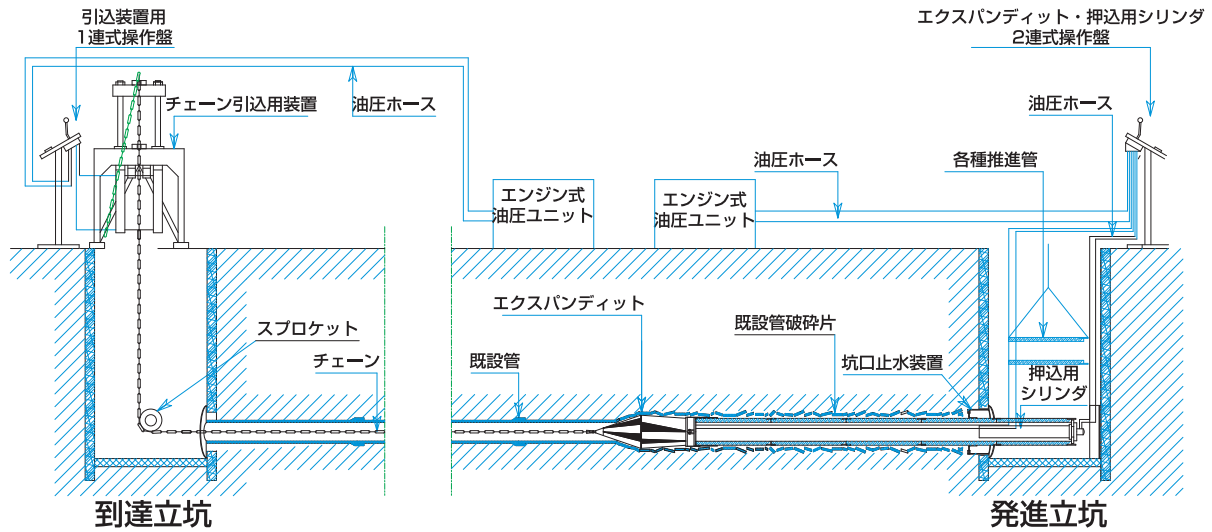 引込装置用
1連式操作盤
エクスパンディット・押込用シリンダ
2連式操作盤
チェーン引込用装置
油圧ホース
油圧ホース
油圧ホース
各種推進管
エンジン式
油圧ユニット
エンジン式
油圧ユニット
エクスパンディット
スプロケット
既設管破砕片
チェーン
既設管
坑口止水装置
押込用
シリンダ
到達立坑
発進立坑